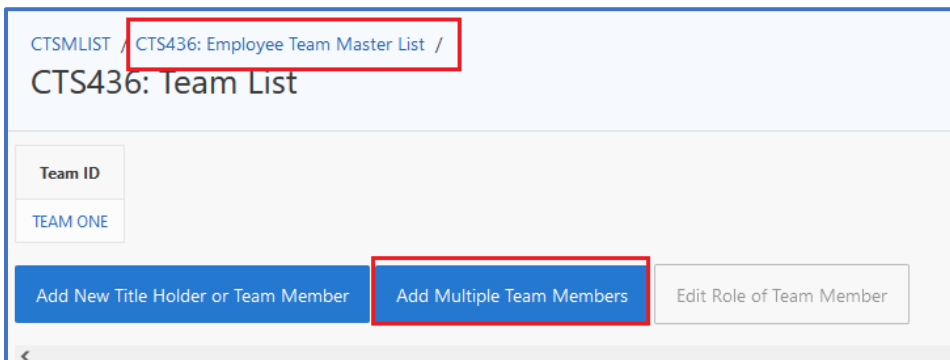 CTSMLIST / CTS436: Employee Team Master List /
CTS436: Team List
Team ID
TEAM ONE
Add New Title Holder or Team Member Add Multiple Team Members Edit Role of Team Member